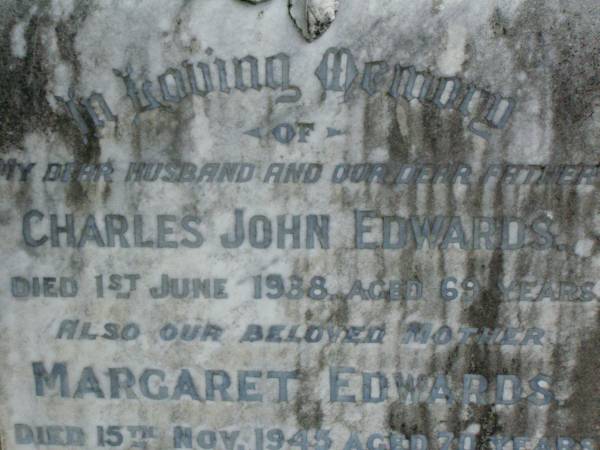 In Loving Memory
OF
MY DEAR HUSBAND AND OUR DEAR FATHER
CHARLES JOHN EDWARDS.
DIED 1ST JUNE 1938. AGED 69 YEARS
ALSO OUR BELOVED MOTHER
MARGARET EDWARDS
DIED 15TH NOV. 1945 AGED 70 YEARS